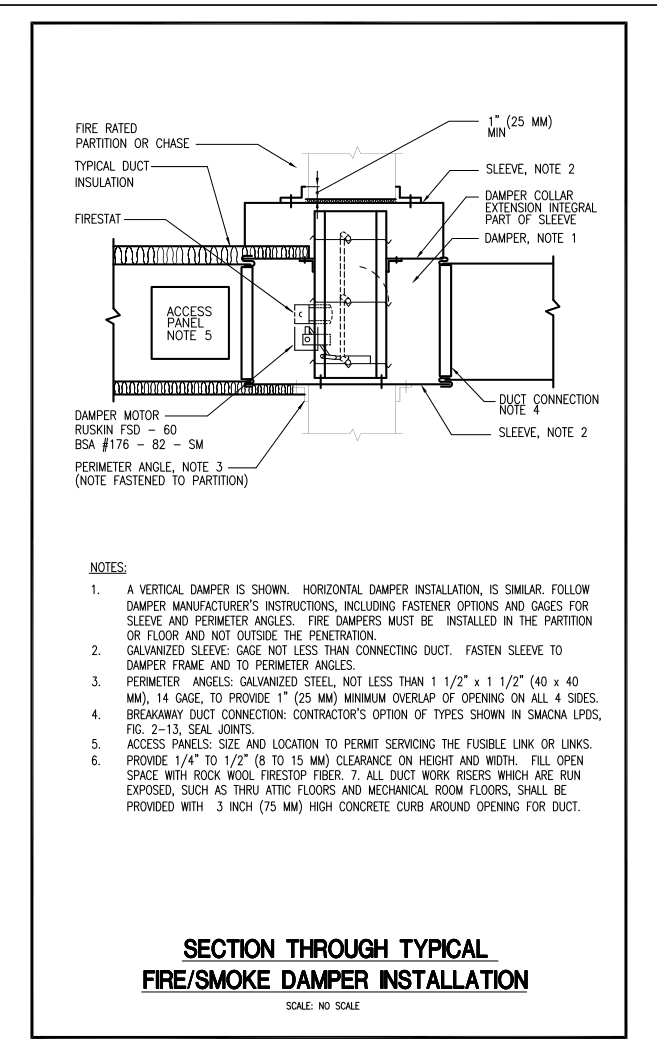 FIRE RATED
PARTITION OR CHASE
TYPICAL DUCT
INSULATION
FIRESTAT
ACCESS
PANEL
NOTE 5
DAMPER MOTOR
RUSKIN FSD - 60
BSA #176 - 82 - SM
PERIMETER ANGLE, NOTE 3
(NOTE FASTENED TO PARTITION)
1" (25 MM)
MIN
SLEEVE, NOTE 2
DAMPER COLLAR
EXTENSION INTEGRAL
PART OF SLEEVE
DAMPER, NOTE 1
C
DUCT CONNECTION
NOTE 4
SLEEVE, NOTE 2
NOTES:
1. A VERTICAL DAMPER IS SHOWN. HORIZONTAL DAMPER INSTALLATION, IS SIMILAR. FOLLOW
DAMPER MANUFACTURER'S INSTRUCTIONS, INCLUDING FASTENER OPTIONS AND GAGES FOR
SLEEVE AND PERIMETER ANGLES. FIRE DAMPERS MUST BE INSTALLED IN THE PARTITION
OR FLOOR AND NOT OUTSIDE THE PENETRATION.
2. GALVANIZED SLEEVE: GAGE NOT LESS THAN CONNECTING DUCT. FASTEN SLEEVE TO
DAMPER FRAME AND TO PERIMETER ANGLES.
3. PERIMETER ANGELS: GALVANIZED STEEL, NOT LESS THAN 1 1/2" x 1 1/2" (40 x 40
MM), 14 GAGE, TO PROVIDE 1" (25 MM) MINIMUM OVERLAP OF OPENING ON ALL 4 SIDES.
4. BREAKAWAY DUCT CONNECTION: CONTRACTOR'S OPTION OF TYPES SHOWN IN SMACNA LPDS,
FIG. 2-13, SEAL JOINTS.
5. ACCESS PANELS: SIZE AND LOCATION TO PERMIT SERVICING THE FUSIBLE LINK OR LINKS.
6. PROVIDE 1/4" TO 1/2" (8 TO 15 MM) CLEARANCE ON HEIGHT AND WIDTH. FILL OPEN
SPACE WITH ROCK WOOL FIRESTOP FIBER. 7. ALL DUCT WORK RISERS WHICH ARE RUN
EXPOSED, SUCH AS THRU ATTIC FLOORS AND MECHANICAL ROOM FLOORS, SHALL BE
PROVIDED WITH 3 INCH (75 MM) HIGH CONCRETE CURB AROUND OPENING FOR DUCT.
SECTION THROUGH TYPICAL
FIRE/SMOKE DAMPER INSTALLATION
SCALE: NO SCALE